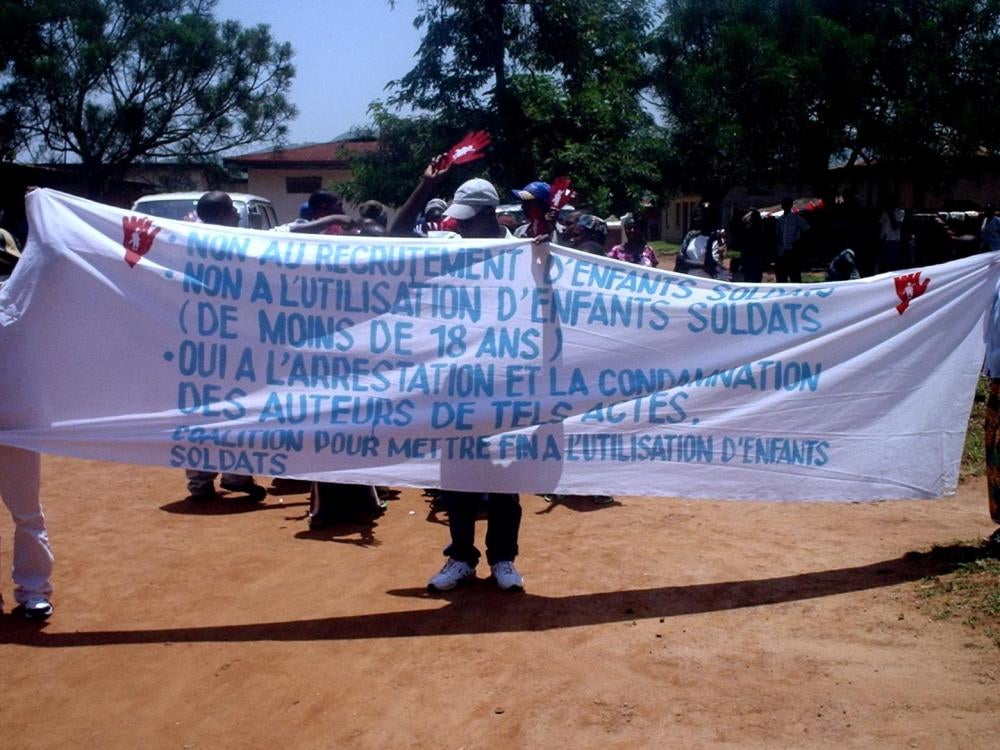 • NON AU RECRUTEMENT D'ENFANTS SOLDATS
• NON A L'UTILISATION D'ENFANTS SOLDATS
(DE MOINS DE 18 ANS)
• OUI A L'ARRESTATION ET LA CONDAMNATION
DES AUTEURS DE TELS ACTES.
COALITION POUR METTRE FIN A L'UTILISATION D'ENFANTS
SOLDATS